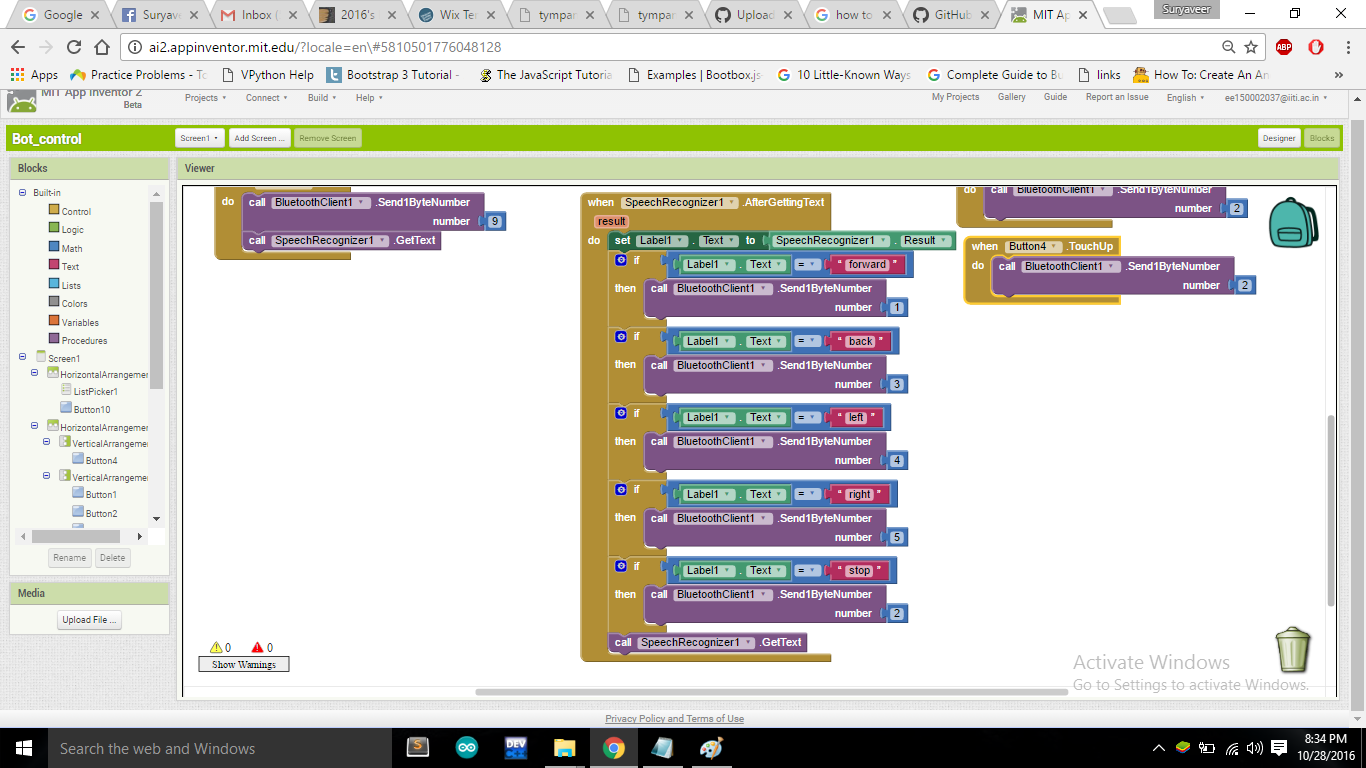 Google
Suryave
Inbox (
2016's
Wix Te
tympar
tympar
Upload
how to
GitHub
MIT Ap
Suryaveer
ai2.appinventor.mit.edu/?locale=en\#5810501776048128
ABP
Apps
Practice Problems - To
VPython Help
Bootstrap 3 Tutorial -
The JavaScript Tutoria
Examples | Bootbox.js
10 Little-Known Ways
Complete Guide to Bu
links
How To: Create An An
»
MIT App Inventor 2
Beta
Projects
Connect
Build
Help
My Projects
Gallery
Guide
Report an Issue
English
ee150002037@iiti.ac.in
Bot_control
Screen1
Add Screen ...
Remove Screen
Designer
Blocks
Blocks
Built-in
Control
Logic
Math
Text
Lists
Colors
Variables
Procedures
Screen1
HorizontalArrangeme
ListPicker1
Button10
HorizontalArrangeme
VerticalArrangemer
Button4
VerticalArrangemer
Button1
Button2
Rename
Delete
Media
Upload File ...
Viewer
do call BluetoothClient1 .Send1ByteNumber
number 9
call SpeechRecognizer1 .GetText
when SpeechRecognizer1 .AfterGettingText
result
do set Label1 . Text to SpeechRecognizer1 . Result
if Label1 . Text = " forward "
then call BluetoothClient1 .Send1ByteNumber
number 1
if Label1 . Text = " back "
then call BluetoothClient1 .Send1ByteNumber
number 3
if Label1 . Text = " left "
then call BluetoothClient1 .Send1ByteNumber
number 4
if Label1 . Text = " right "
then call BluetoothClient1 .Send1ByteNumber
number 5
if Label1 . Text = " stop "
then call BluetoothClient1 .Send1ByteNumber
number 2
call SpeechRecognizer1 .GetText
do call BluetoothClient1 .Send1ByteNumber
number 2
when Button4 .TouchUp
do call BluetoothClient1 .Send1ByteNumber
number 2
0 0
Show Warnings
Activate Windows
Go to Settings to activate Windows.
Privacy Policy and Terms of Use
Search the web and Windows
DEV
8:34 PM
10/28/2016